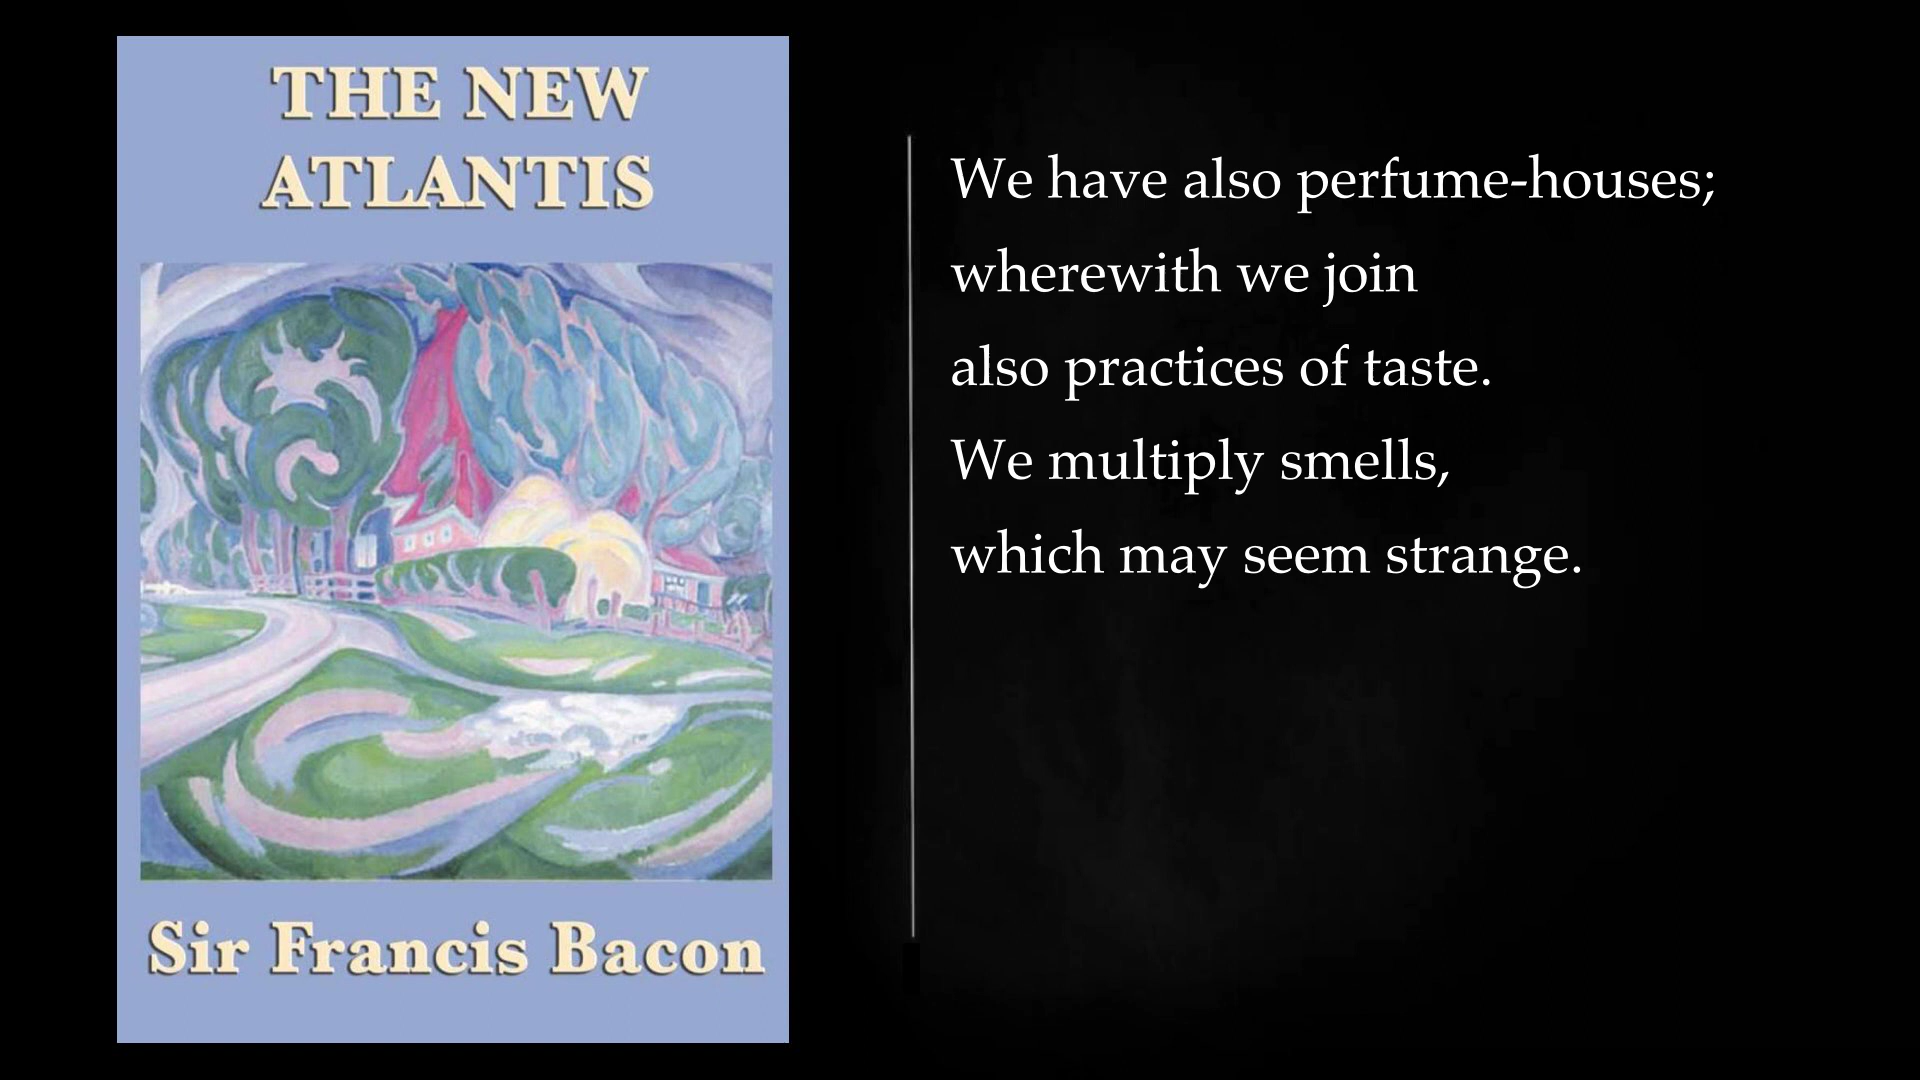 THE NEW
ATLANTIS
Sir Francis Bacon
We have also perfume-houses;
wherewith we join
also practices of taste.
We multiply smells,
which may seem strange.